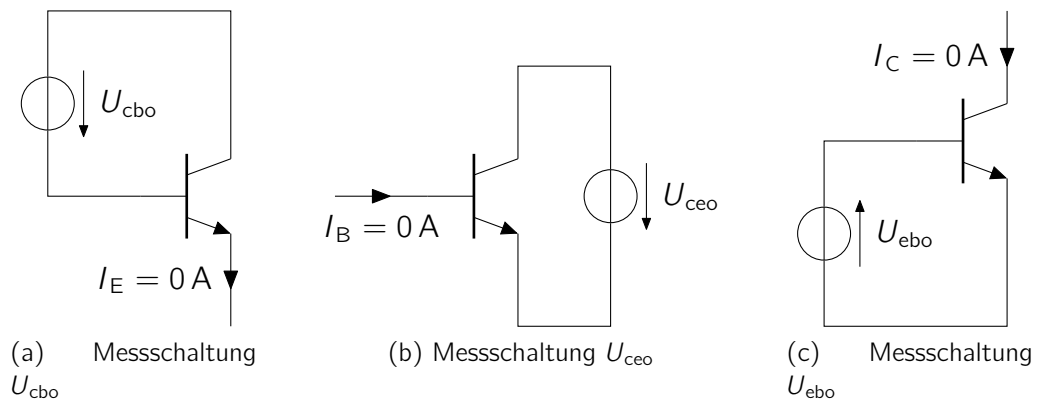 U_cbo
I_E = 0 A
(a) Messschaltung
U_cbo
I_B = 0 A
U_ceo
(b) Messschaltung U_ceo
I_C = 0 A
U_ebo
(c) Messschaltung
U_ebo